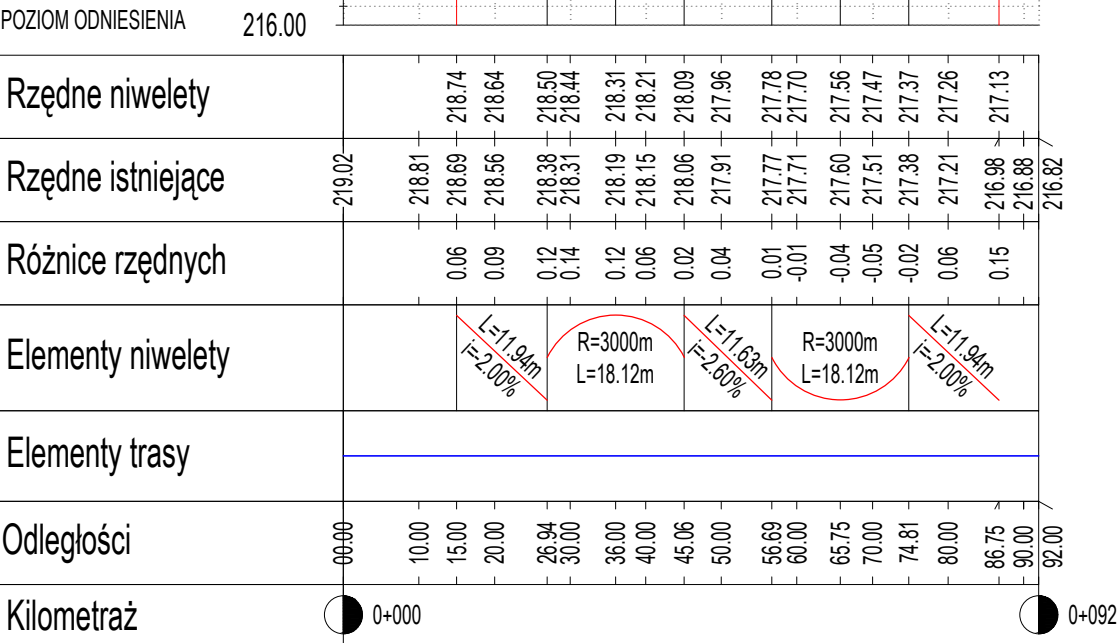 POZIOM ODNIESIENIA 216.00
Rzędne niwelety 218.74 218.64 218.50 218.44 218.31 218.21 218.09 217.96 217.78 217.70 217.56 217.47 217.37 217.26 217.13
Rzędne istniejące 219.02 218.81 218.69 218.56 218.38 218.31 218.19 218.15 218.06 217.91 217.77 217.71 217.60 217.51 217.38 217.21 216.98 216.88 216.82
Różnice rzędnych 0.06 0.09 0.12 0.14 0.12 0.06 0.02 0.04 0.01 -0.01 -0.04 -0.05 -0.02 0.06 0.15
Elementy niwelety
L=11.94m
i=-2.00%
R=3000m
L=18.12m
L=11.63m
i=-2.60%
R=3000m
L=18.12m
L=11.94m
i=-2.00%
Elementy trasy
Odległości 00.00 10.00 15.00 20.00 26.94 30.00 36.00 40.00 45.06 50.00 56.69 60.00 65.75 70.00 74.81 80.00 86.75 90.00 92.00
Kilometraż 0+000 0+092